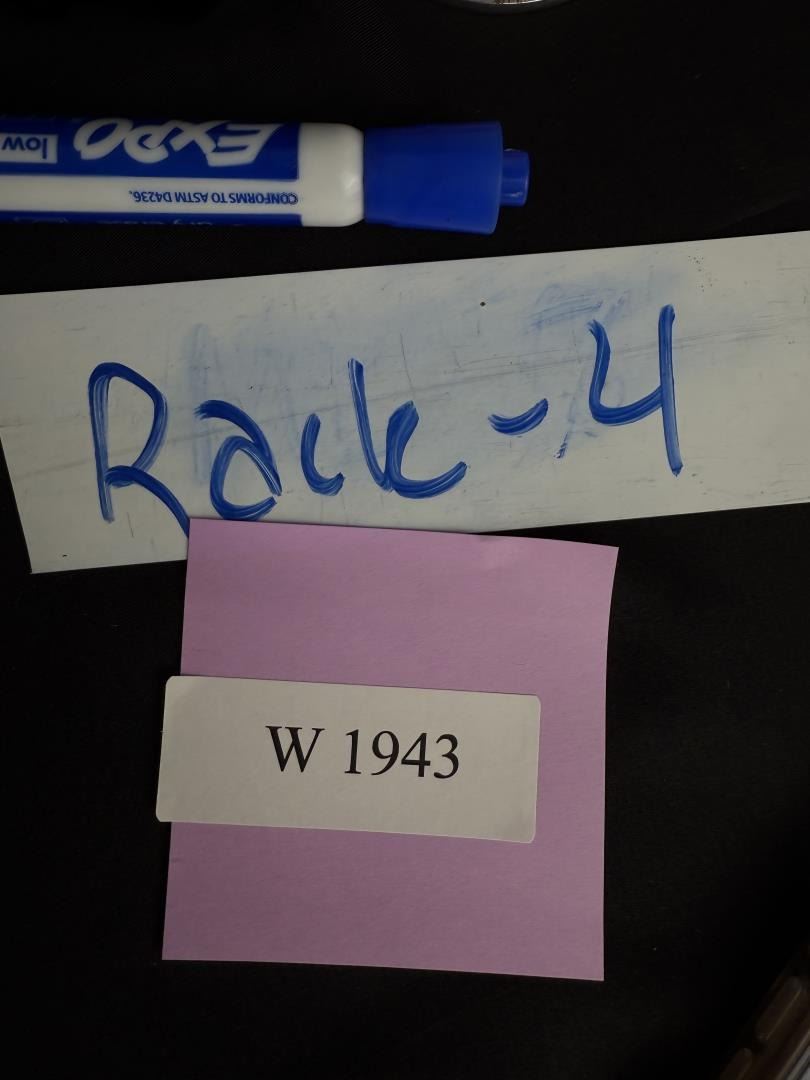 EXPO
low
CONFORMS TO ASTM D4236.
Rack-4
W 1943